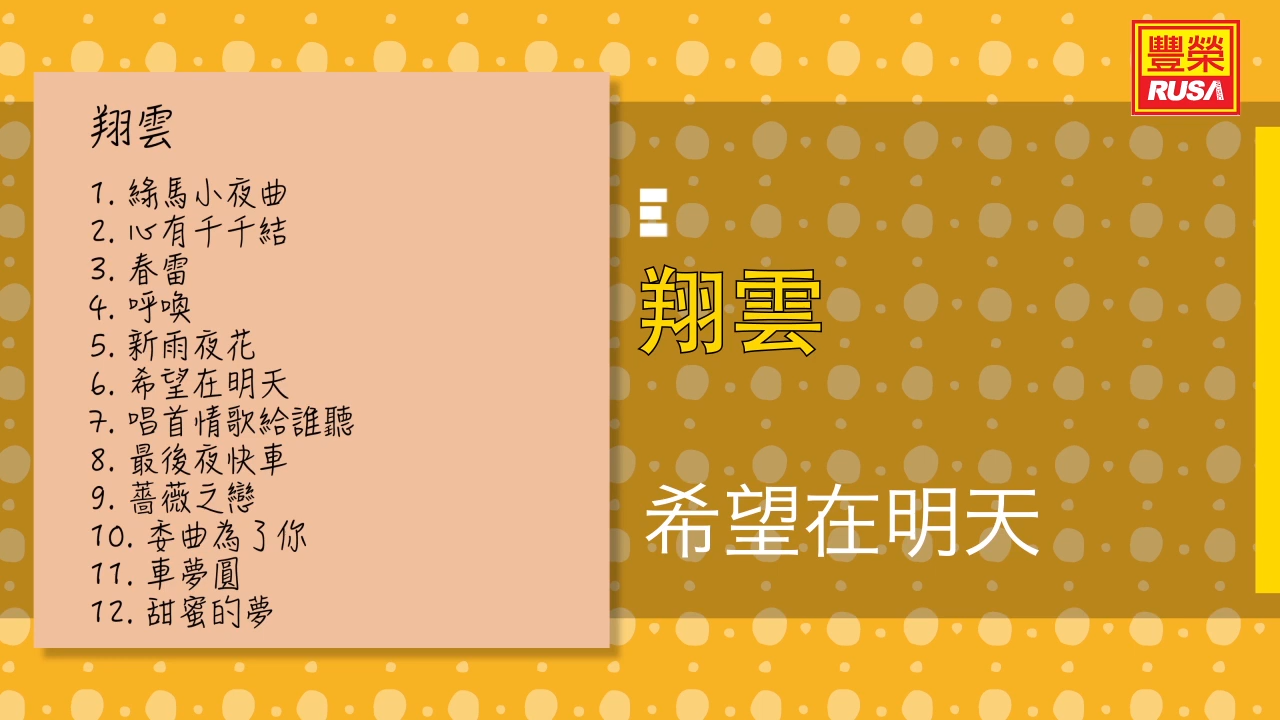 翔雲
1. 綠馬小夜曲
2. 心有千千結
3. 春雷
4. 呼喚
5. 新雨夜花
6. 希望在明天
7. 唱首情歌給誰聽
8. 最後夜快車
9. 薔薇之戀
10. 委曲為了你
11. 車夢圓
12. 甜蜜的夢
豐榮
RUSA
翔雲
希望在明天